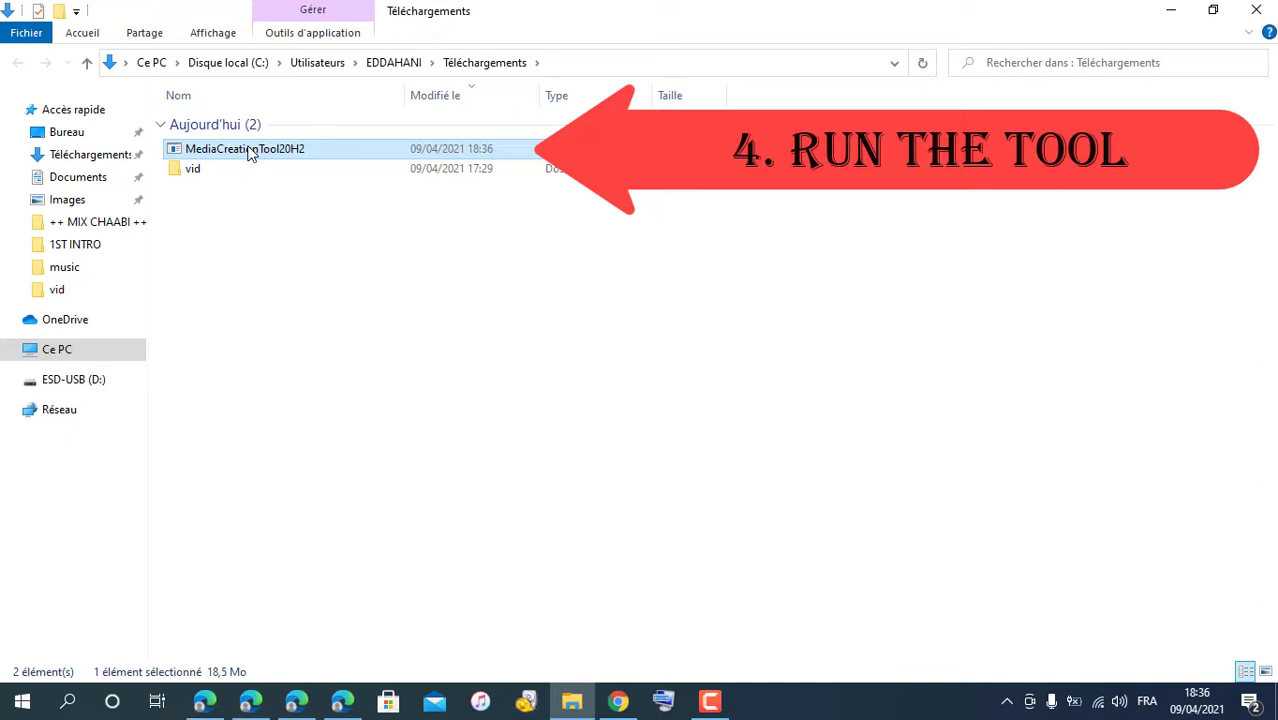 Gérer
Téléchargements
Fichier
Accueil
Partage
Affichage
Outils d'application
Ce PC > Disque local (C:) > Utilisateurs > EDDAHANI > Téléchargements >
Rechercher dans : Téléchargements
Nom
Modifié le
Type
Taille
Accès rapide
Bureau
Téléchargements
Documents
Images
++ MIX CHAABI ++
1ST INTRO
music
vid
OneDrive
Ce PC
ESD-USB (D:)
Réseau
Aujourd'hui (2)
MediaCreationTool20H2
09/04/2021 18:36
vid
09/04/2021 17:29
4. RUN THE TOOL
2 élément(s)
1 élément sélectionné 18,5 Mo
FRA
18:36
09/04/2021
2